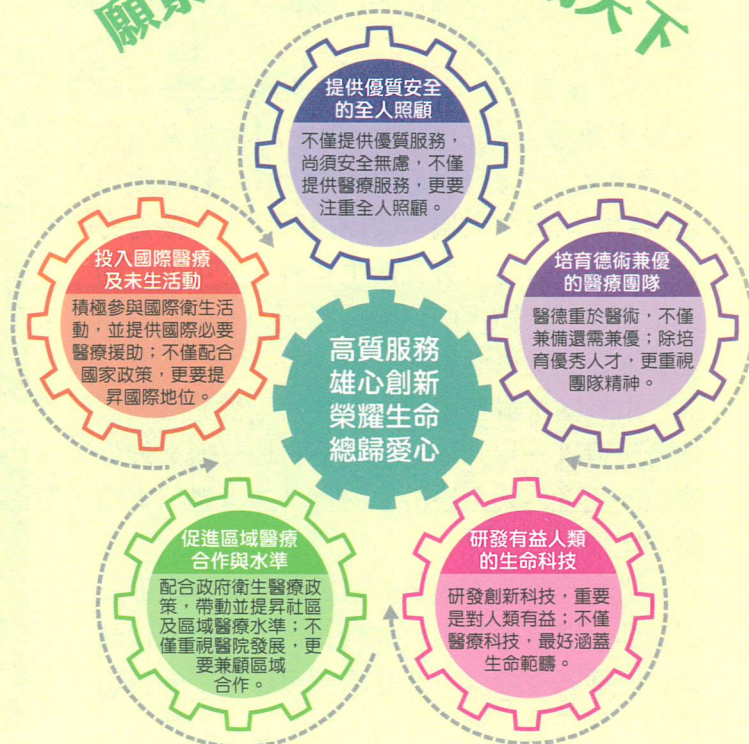 願景
天下
提供優質安全
的全人照顧
不僅提供優質服務，
尚須安全無慮，不僅
提供醫療服務，更要
注重全人照顧。
培育德術兼優
的醫療團隊
醫德重於醫術，不僅
兼備還需兼優；除培
育優秀人才，更重視
團隊精神。
研發有益人類
的生命科技
研發創新科技，重要
是對人類有益；不僅
醫療科技，最好涵蓋
生命範疇。
促進區域醫療
合作與水準
配合政府衛生醫療政
策，帶動並提昇社區
及區域醫療水準；不
僅重視醫院發展，更
要兼顧區域
合作。
投入國際醫療
及未生活動
積極參與國際衛生活
動，並提供國際必要
醫療援助；不僅配合
國家政策，更要提
昇國際地位。
高質服務
雄心創新
榮耀生命
總歸愛心